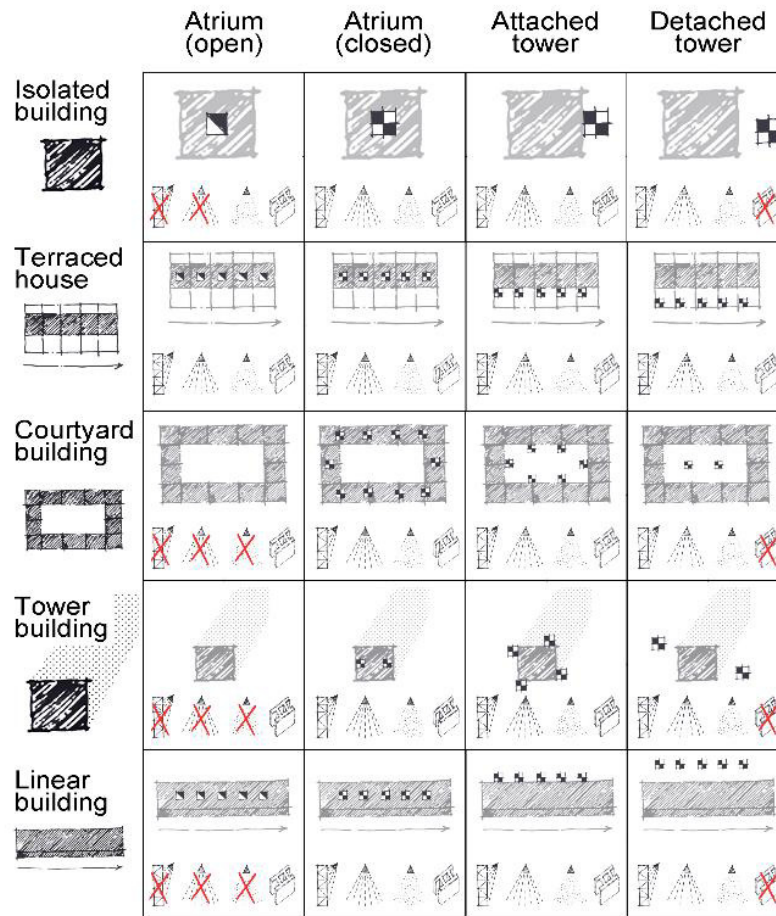 Atrium
(open)
Atrium
(closed)
Attached
tower
Detached
tower
Isolated
building
Terraced
house
Courtyard
building
Tower
building
Linear
building